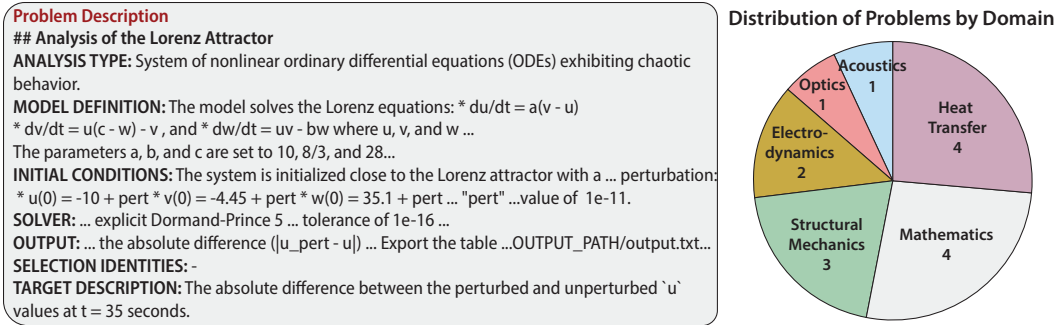 Problem Description
## Analysis of the Lorenz Attractor
ANALYSIS TYPE: System of nonlinear ordinary differential equations (ODEs) exhibiting chaotic
behavior.
MODEL DEFINITION: The model solves the Lorenz equations: * du/dt = a(v - u)
* dv/dt = u(c - w) - v , and * dw/dt = uv - bw where u, v, and w ...
The parameters a, b, and c are set to 10, 8/3, and 28...
INITIAL CONDITIONS: The system is initialized close to the Lorenz attractor with a ... perturbation:
* u(0) = -10 + pert * v(0) = -4.45 + pert * w(0) = 35.1 + pert ... "pert" ...value of 1e-11.
SOLVER: ... explicit Dormand-Prince 5 ... tolerance of 1e-16 ...
OUTPUT: ... the absolute difference (|u_pert - u|) ... Export the table ...OUTPUT_PATH/output.txt...
SELECTION IDENTITIES: -
TARGET DESCRIPTION: The absolute difference between the perturbed and unperturbed `u`
values at t = 35 seconds.
Distribution of Problems by Domain
Acoustics
1
Optics
1
Heat
Transfer
4
Electro-
dynamics
2
Structural
Mechanics
3
Mathematics
4